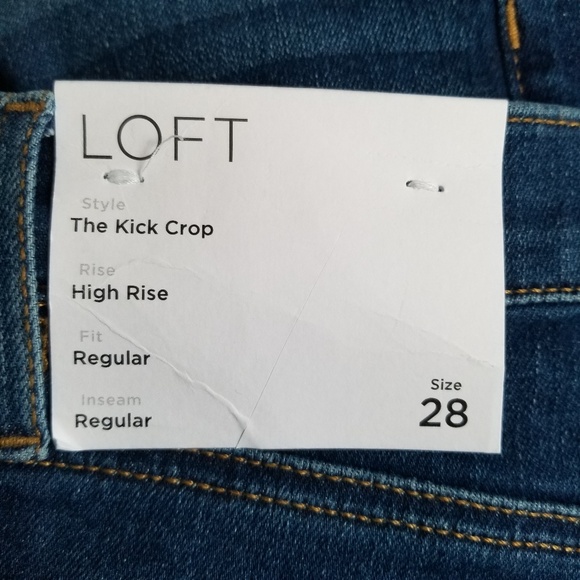 LOFT
Style
The Kick Crop
Rise
High Rise
Fit
Regular
Inseam
Regular
Size
28